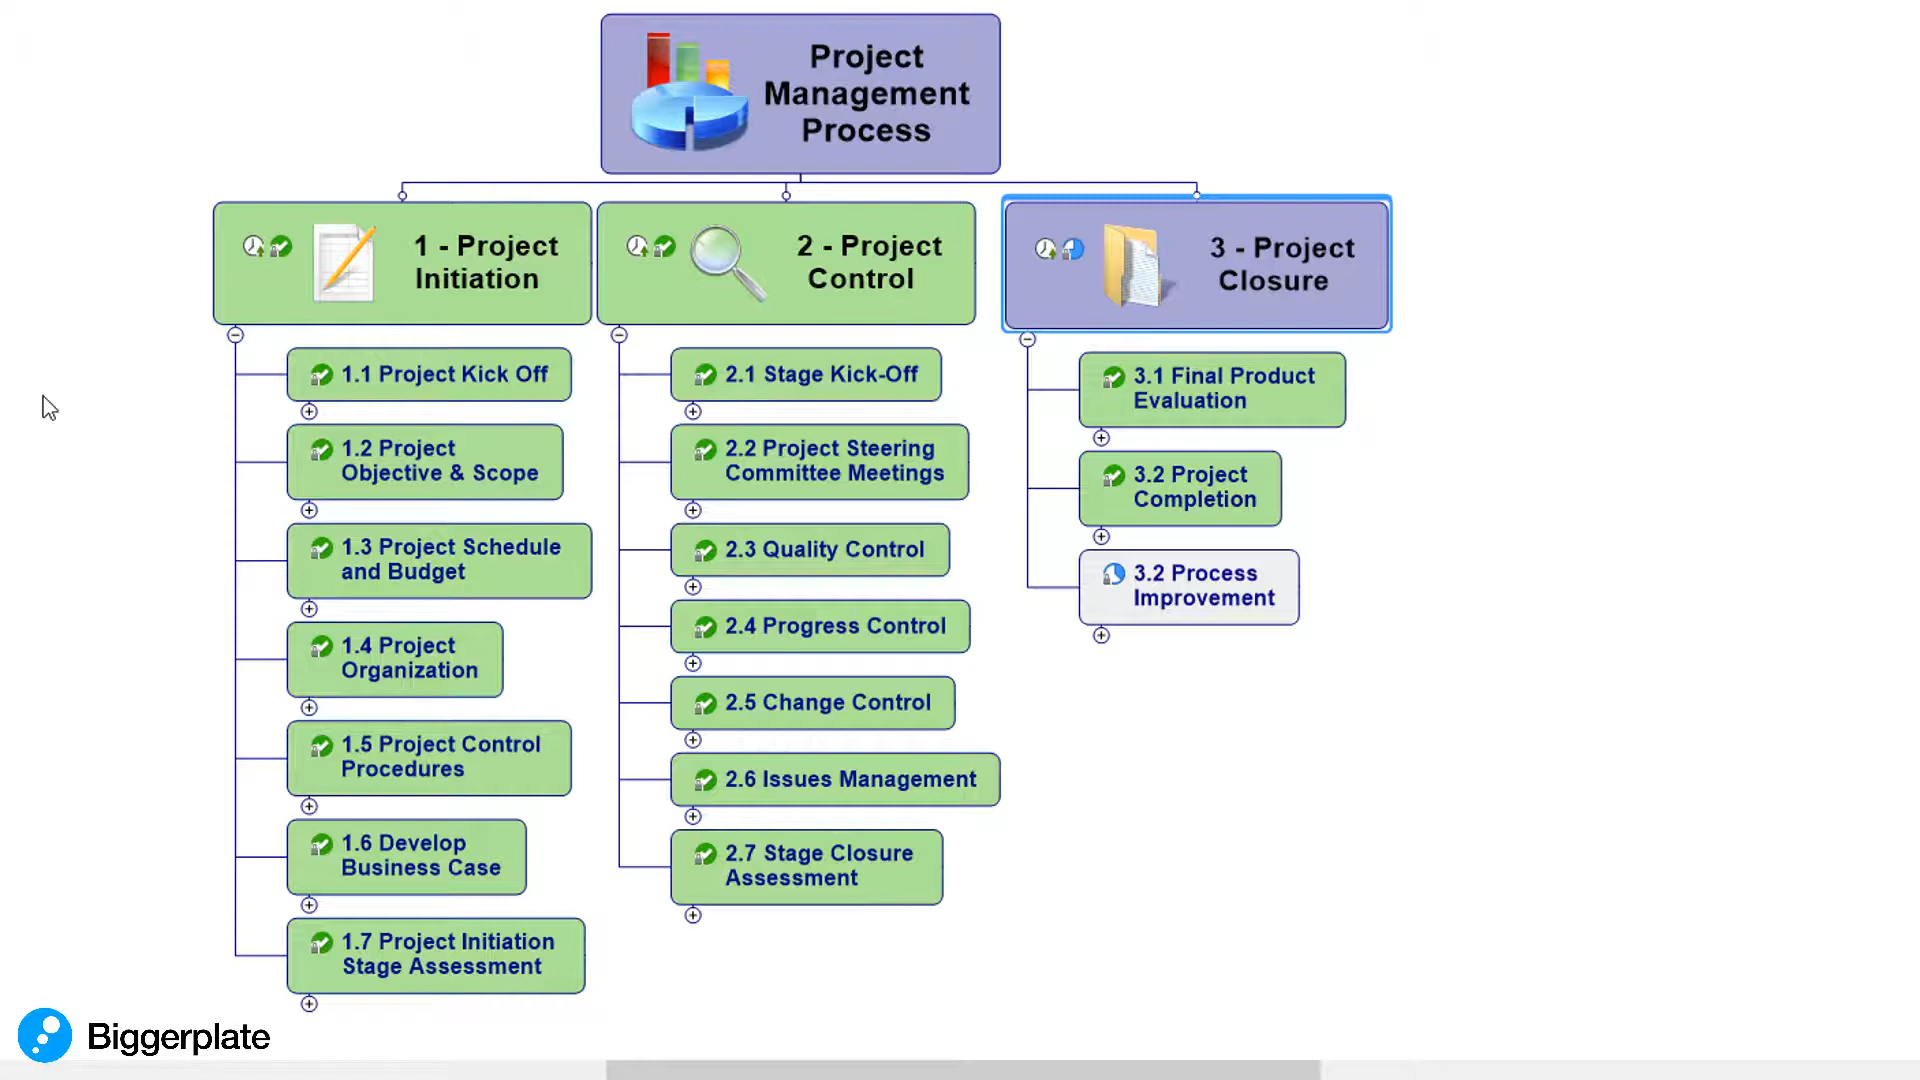 Project
Management
Process
1 - Project
Initiation
2 - Project
Control
3 - Project
Closure
1.1 Project Kick Off
1.2 Project
Objective & Scope
1.3 Project Schedule
and Budget
1.4 Project
Organization
1.5 Project Control
Procedures
1.6 Develop
Business Case
1.7 Project Initiation
Stage Assessment
2.1 Stage Kick-Off
2.2 Project Steering
Committee Meetings
2.3 Quality Control
2.4 Progress Control
2.5 Change Control
2.6 Issues Management
2.7 Stage Closure
Assessment
3.1 Final Product
Evaluation
3.2 Project
Completion
3.2 Process
Improvement
Biggerplate